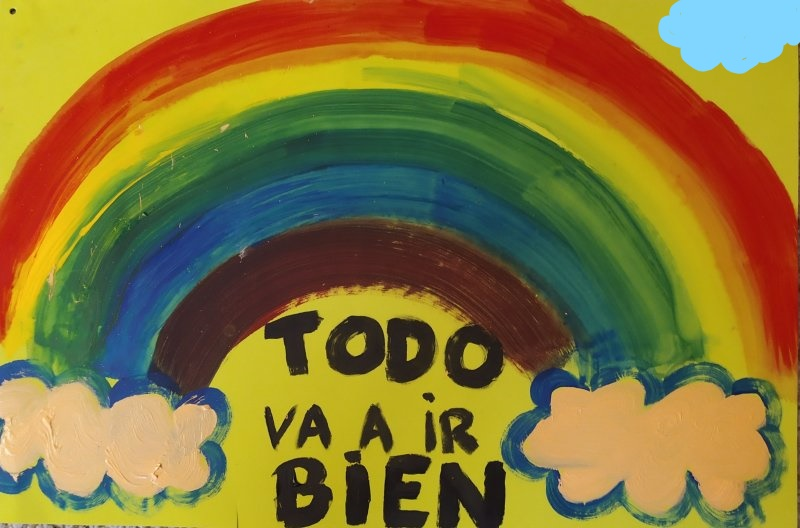 TODO
VA A iR
BiEN